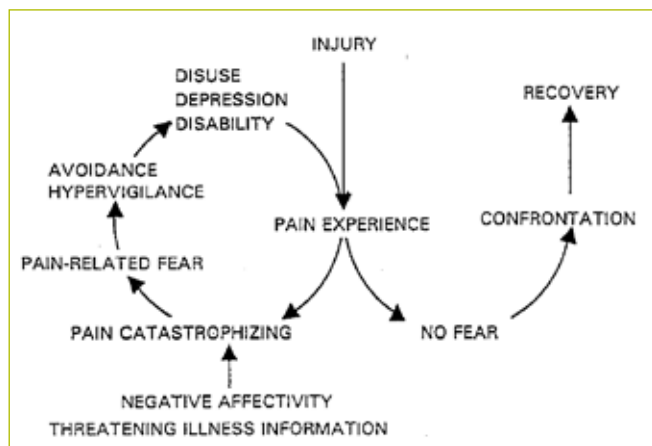 INJURY
DISUSE
DEPRESSION
DISABILITY
RECOVERY
AVOIDANCE
HYPERVIGILANCE
PAIN EXPERIENCE
CONFRONTATION
PAIN-RELATED FEAR
PAIN CATASTROPHIZING
NO FEAR
NEGATIVE AFFECTIVITY
THREATENING ILLNESS INFORMATION